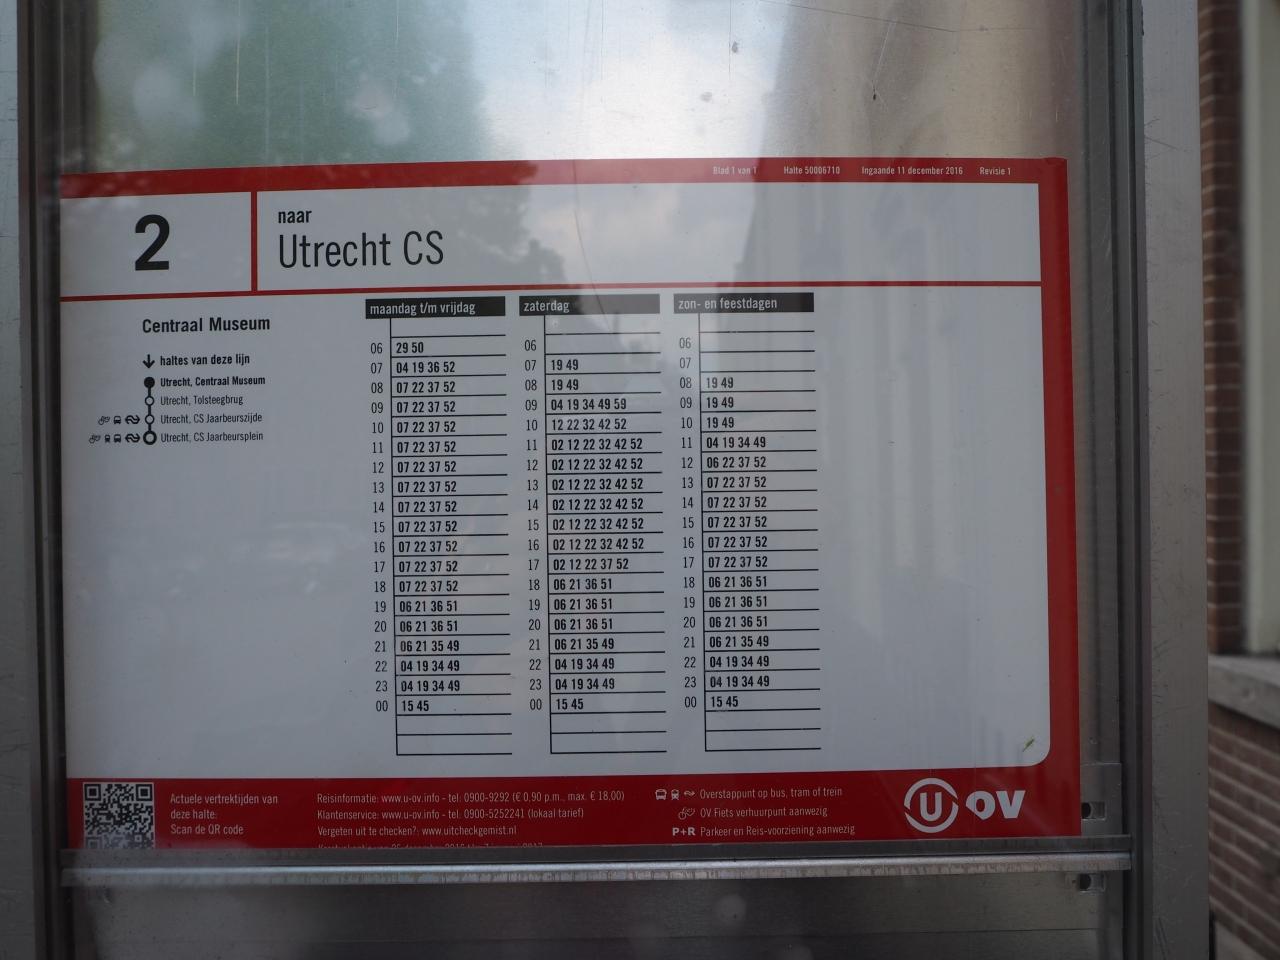 Blad 1 van 1 Halte 50006710 Ingaande 11 december 2016 Revisie 1
2
naar
Utrecht CS
Centraal Museum
haltes van deze lijn
Utrecht, Centraal Museum
Utrecht, Tolsteegbrug
Utrecht, CS Jaarbeurszijde
Utrecht, CS Jaarbeursplein
maandag t/m vrijdag
06 29 50
07 04 19 36 52
08 07 22 37 52
09 07 22 37 52
10 07 22 37 52
11 07 22 37 52
12 07 22 37 52
13 07 22 37 52
14 07 22 37 52
15 07 22 37 52
16 07 22 37 52
17 07 22 37 52
18 07 22 37 52
19 06 21 36 51
20 06 21 36 51
21 06 21 35 49
22 04 19 34 49
23 04 19 34 49
00 15 45
zaterdag
06
07 19 49
08 19 49
09 04 19 34 49 59
10 12 22 32 42 52
11 02 12 22 32 42 52
12 02 12 22 32 42 52
13 02 12 22 32 42 52
14 02 12 22 32 42 52
15 02 12 22 32 42 52
16 02 12 22 32 42 52
17 02 12 22 37 52
18 06 21 36 51
19 06 21 36 51
20 06 21 36 51
21 06 21 35 49
22 04 19 34 49
23 04 19 34 49
00 15 45
zon- en feestdagen
06
07
08 19 49
09 19 49
10 19 49
11 04 19 34 49
12 06 22 37 52
13 07 22 37 52
14 07 22 37 52
15 07 22 37 52
16 07 22 37 52
17 07 22 37 52
18 06 21 36 51
19 06 21 36 51
20 06 21 36 51
21 06 21 35 49
22 04 19 34 49
23 04 19 34 49
00 15 45
Actuele vertrektijden van
deze halte:
Scan de QR code
Reisinformatie: www.u-ov.info - tel: 0900-9292 (€ 0,90 p.m., max. € 18,00)
Klantenservice: www.u-ov.info - tel: 0900-5252241 (lokaal tarief)
Vergeten uit te checken?: www.uitcheckgemist.nl
Overstappunt op bus, tram of trein
OV Fiets verhuurpunt aanwezig
P+R Parkeer en Reis-voorziening aanwezig
U OV